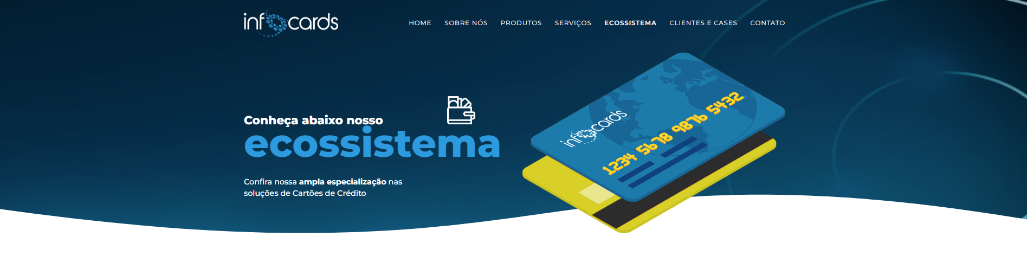 infocards
HOME SOBRE NÓS PRODUTOS SERVIÇOS ECOSSISTEMA CLIENTES E CASES CONTATO
Conheça abaixo nosso
ecossistema
Confira nossa ampla especialização nas
soluções de Cartões de Crédito
infocards
1234 5678 9876 5432